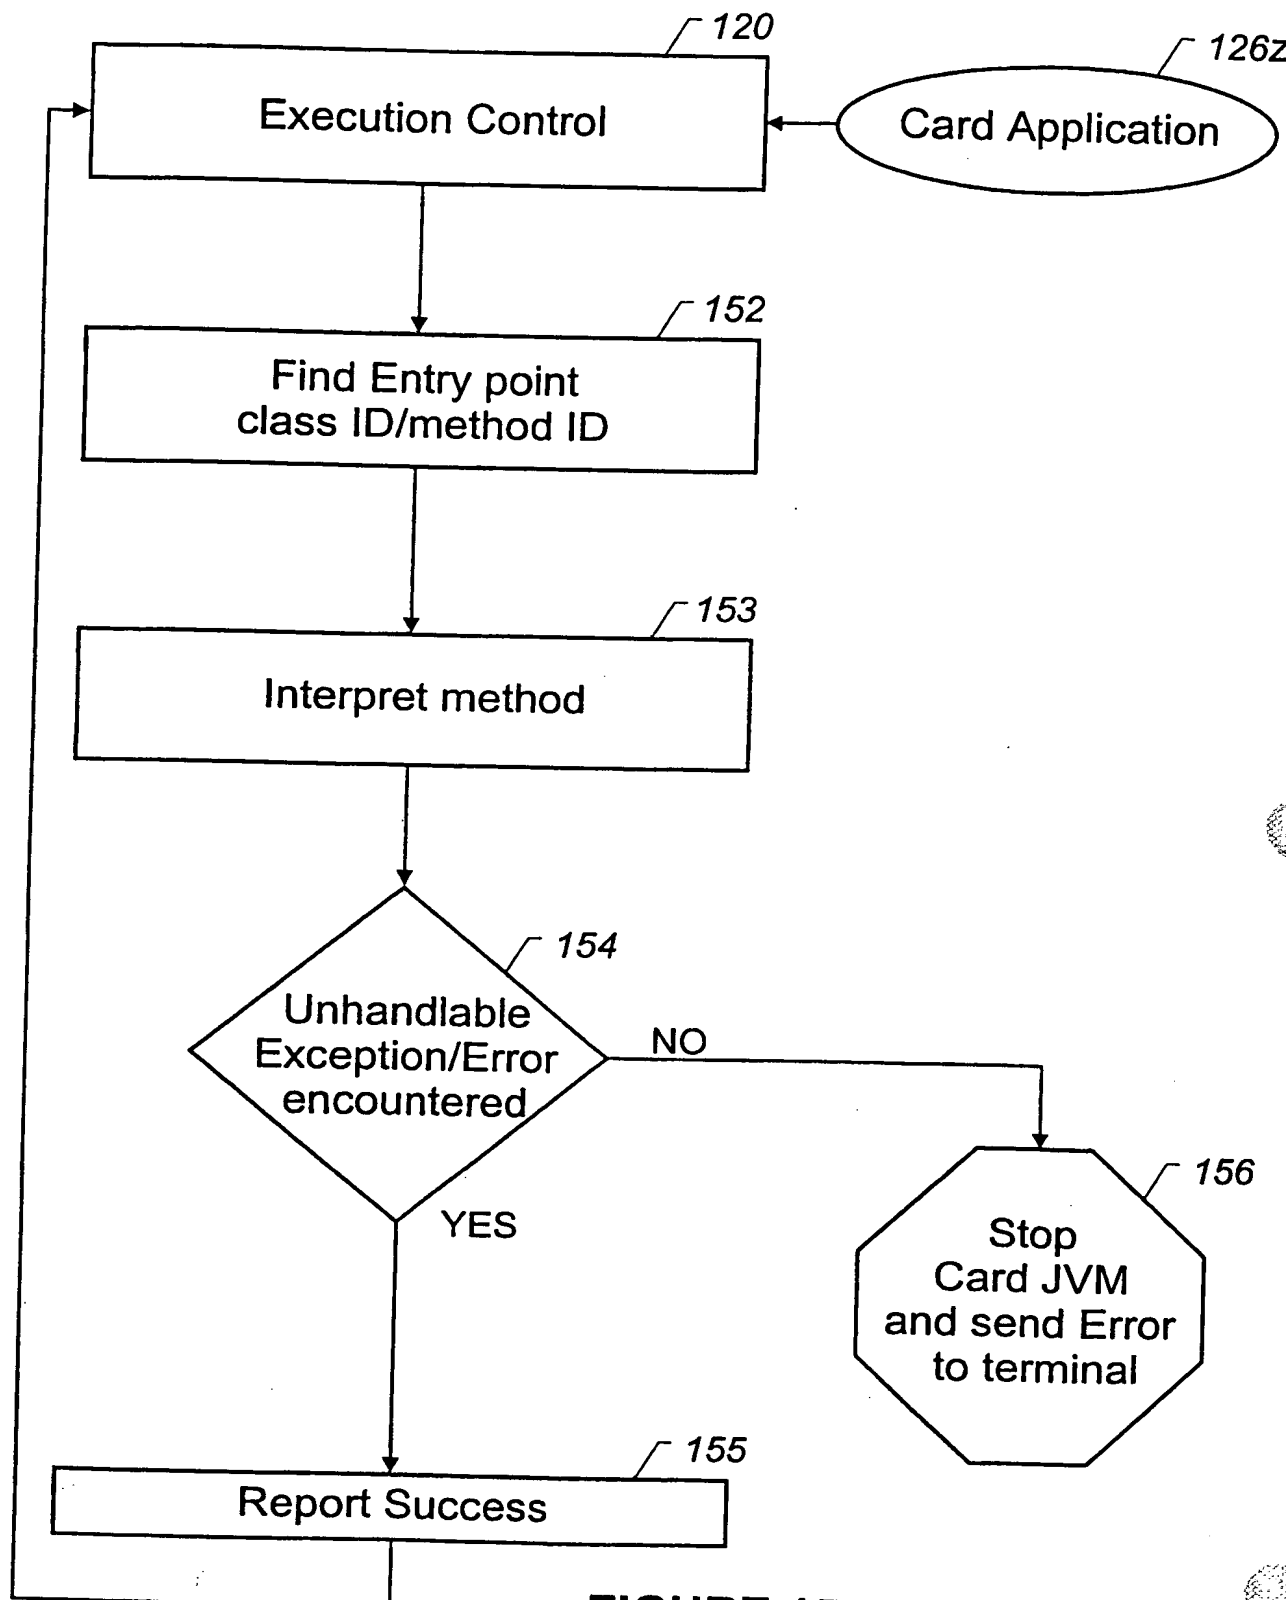 120
126z
Execution Control
Card Application
152
Find Entry point
class ID/method ID
153
Interpret method
154
Unhandlable
Exception/Error
encountered
NO
YES
156
Stop
Card JVM
and send Error
to terminal
155
Report Success
FIGURE